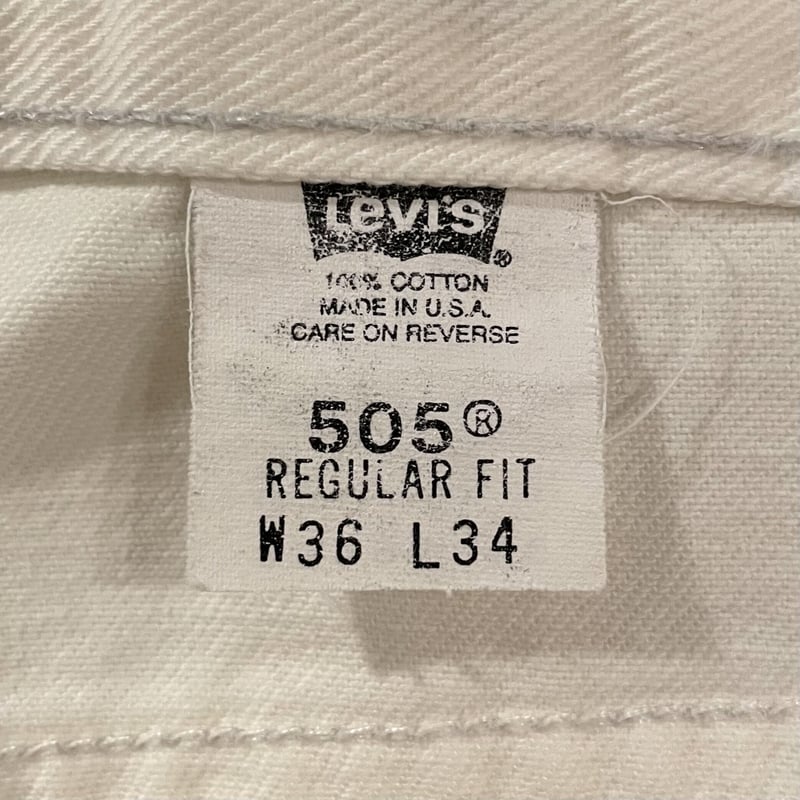 Levi's®
100% COTTON
MADE IN U.S.A.
CARE ON REVERSE
505®
REGULAR FIT
W36 L34